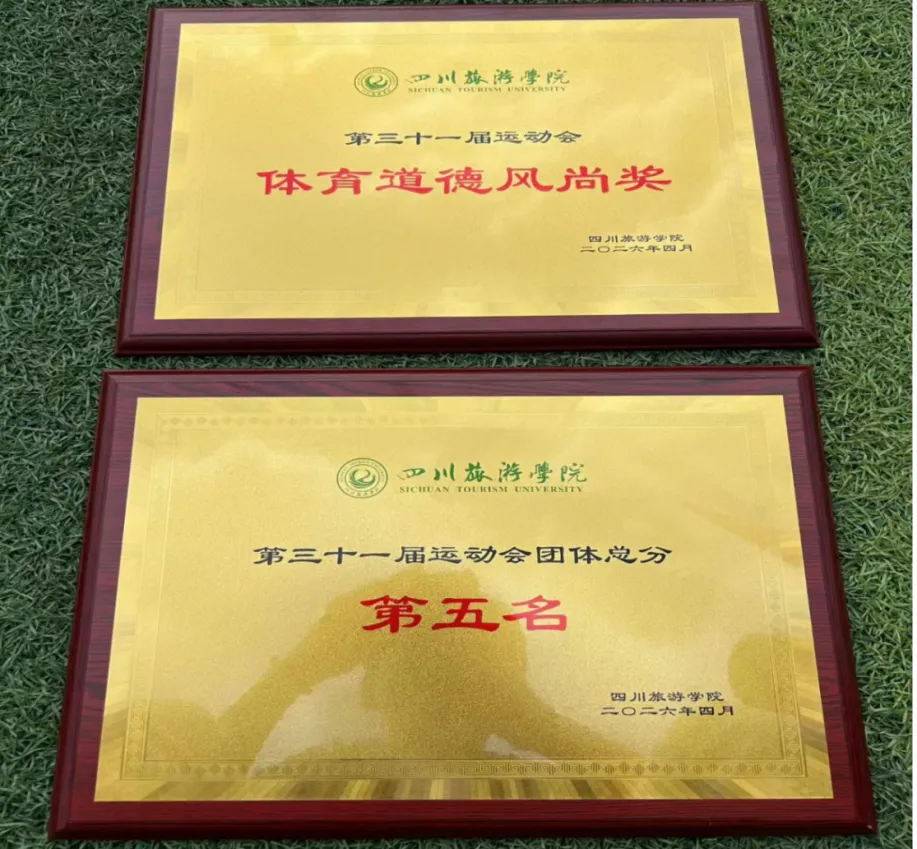 四川旅游學院
SICHUAN TOURISM UNIVERSITY
第三十一届运动会
体育道德风尚奖
四川旅游学院
二〇二六年四月
四川旅游學院
SICHUAN TOURISM UNIVERSITY
第三十一届运动会团体总分
第五名
四川旅游学院
二〇二六年四月